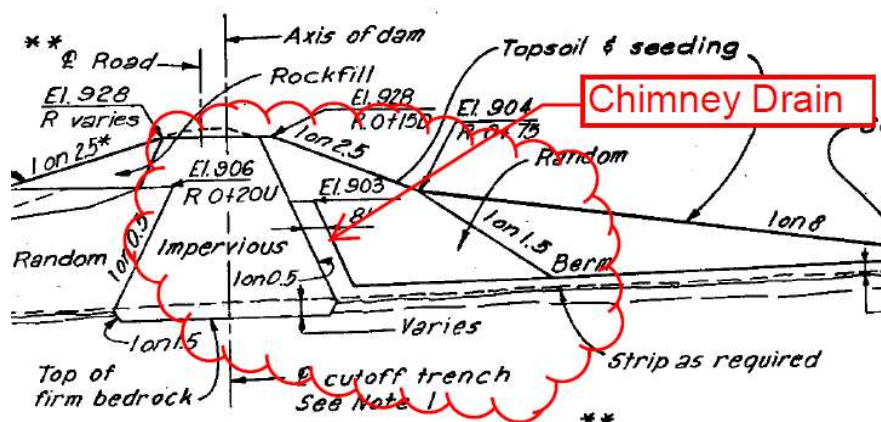 **
℄ Road
Axis of dam
Rockfill
Topsoil & seeding
El. 928
R varies
El. 928
R.0+15D
El. 904
R 0+75
Chimney Drain
1 on 25*
1 on 2.5
El. 906
R 0+20U
El. 903
8'
Random
1 on 0.5
Impervious
Random
1 on 1.5
1 on 8
1 on 0.5
Berm
Varies
1 on 1.5
Strip as required
Top of
firm bedrock
℄ cutoff trench
See Note 1
**